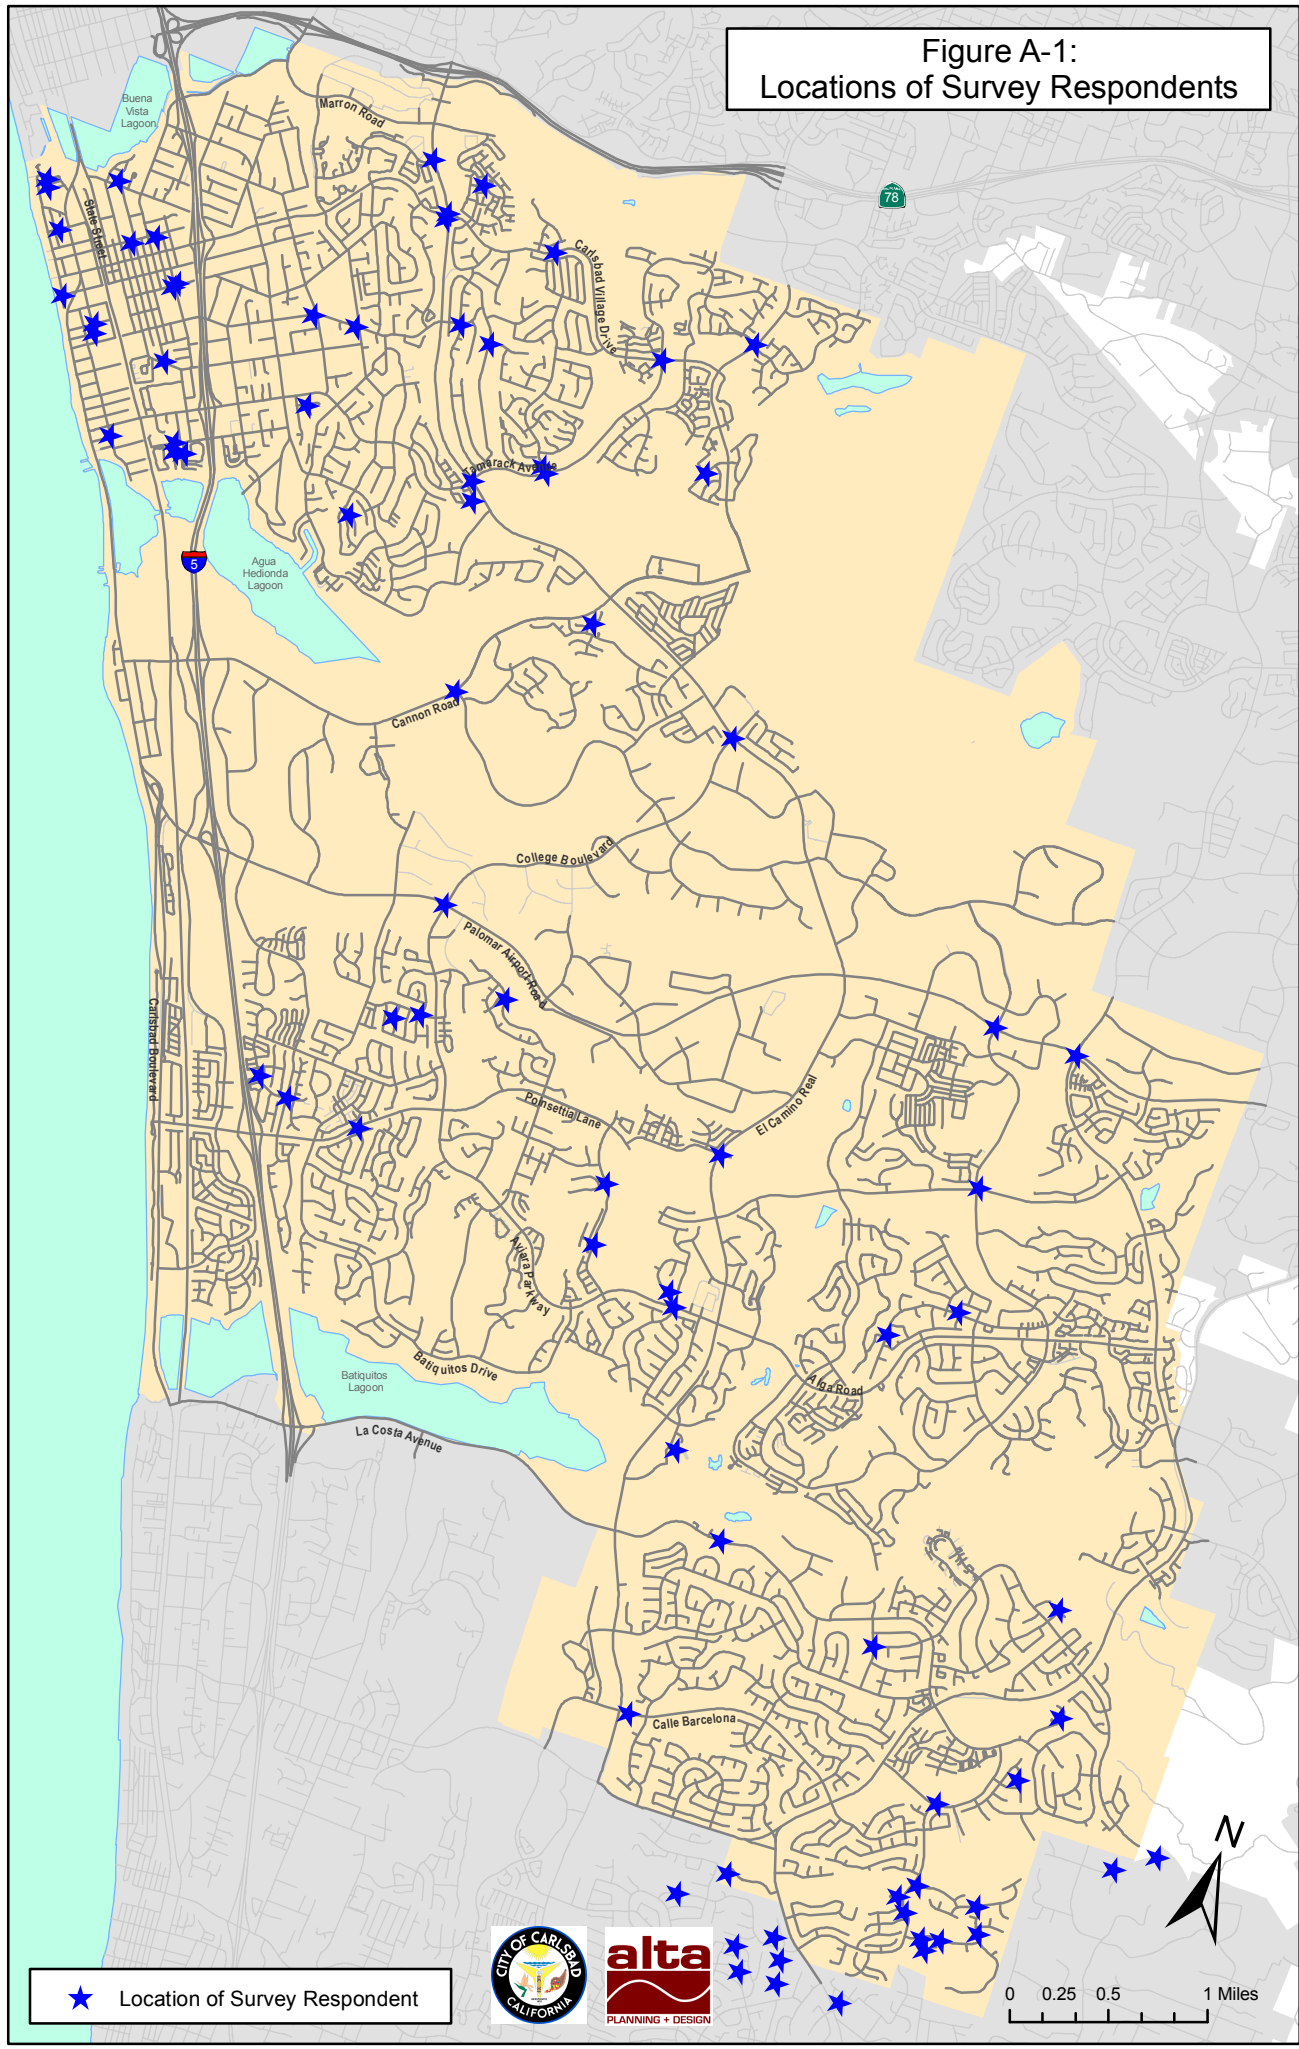 Figure A-1:
Locations of Survey Respondents
Buena
Vista
Lagoon
Marron Road
78
State Street
Carlsbad Village Drive
Tamarack Avenue
5
Agua
Hedionda
Lagoon
Cannon Road
College Boulevard
Palomar Airport Road
Carlsbad Boulevard
El Camino Real
Poinsettia Lane
Aviara Parkway
Batiquitos Drive
Batiquitos
Lagoon
Alga Road
La Costa Avenue
Calle Barcelona
N
CITY OF CARLSBAD
CALIFORNIA
alta
PLANNING + DESIGN
Location of Survey Respondent
0 0.25 0.5 1 Miles